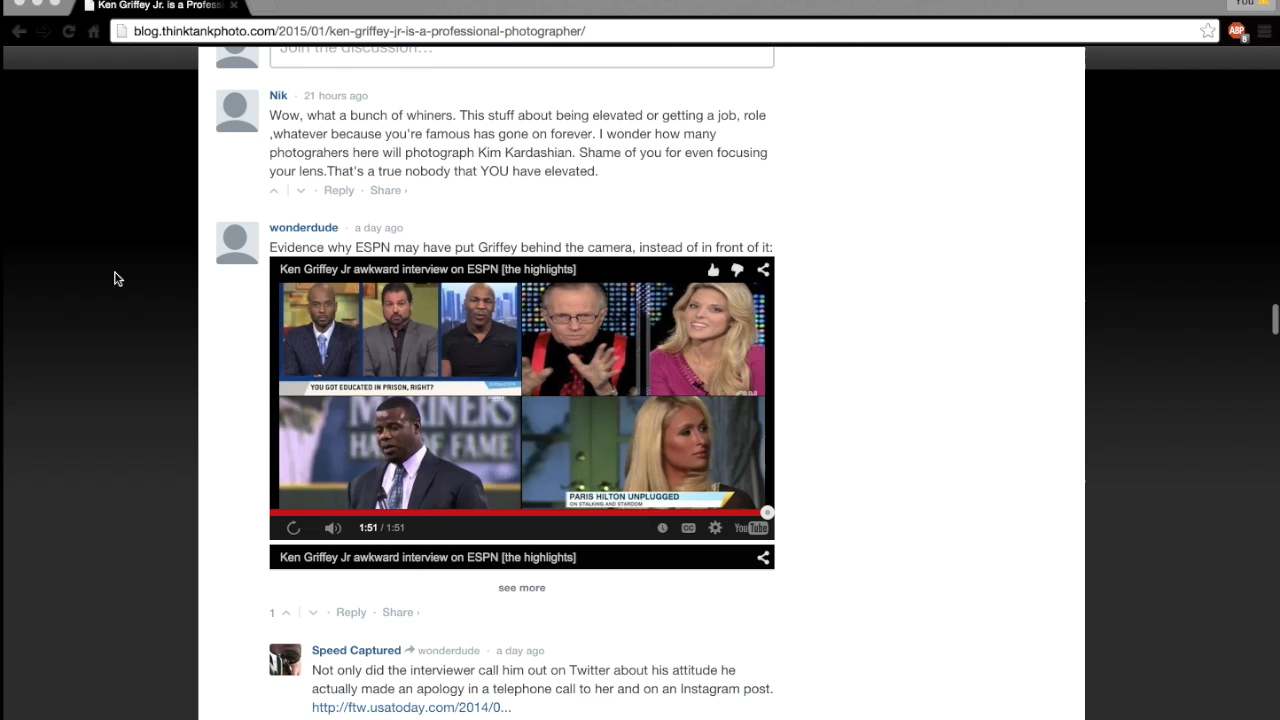 Ken Griffey Jr. is a Profess
You
blog.thinktankphoto.com/2015/01/ken-griffey-jr-is-a-professional-photographer/
ABP
8
Join the discussion…
Nik · 21 hours ago
Wow, what a bunch of whiners. This stuff about being elevated or getting a job, role
,whatever because you're famous has gone on forever. I wonder how many
photograhers here will photograph Kim Kardashian. Shame of you for even focusing
your lens.That's a true nobody that YOU have elevated.
· Reply · Share ›
wonderdude · a day ago
Evidence why ESPN may have put Griffey behind the camera, instead of in front of it:
Ken Griffey Jr awkward interview on ESPN [the highlights]
YOU GOT EDUCATED IN PRISON, RIGHT?
CNN
MARINERS
HALL OF FAME
PARIS HILTON UNPLUGGED
ON STALKING AND STARDOM
1:51 / 1:51
CC
YouTube
Ken Griffey Jr awkward interview on ESPN [the highlights]
see more
1 · Reply · Share ›
Speed Captured wonderdude · a day ago
Not only did the interviewer call him out on Twitter about his attitude he
actually made an apology in a telephone call to her and on an Instagram post.
http://ftw.usatoday.com/2014/0...